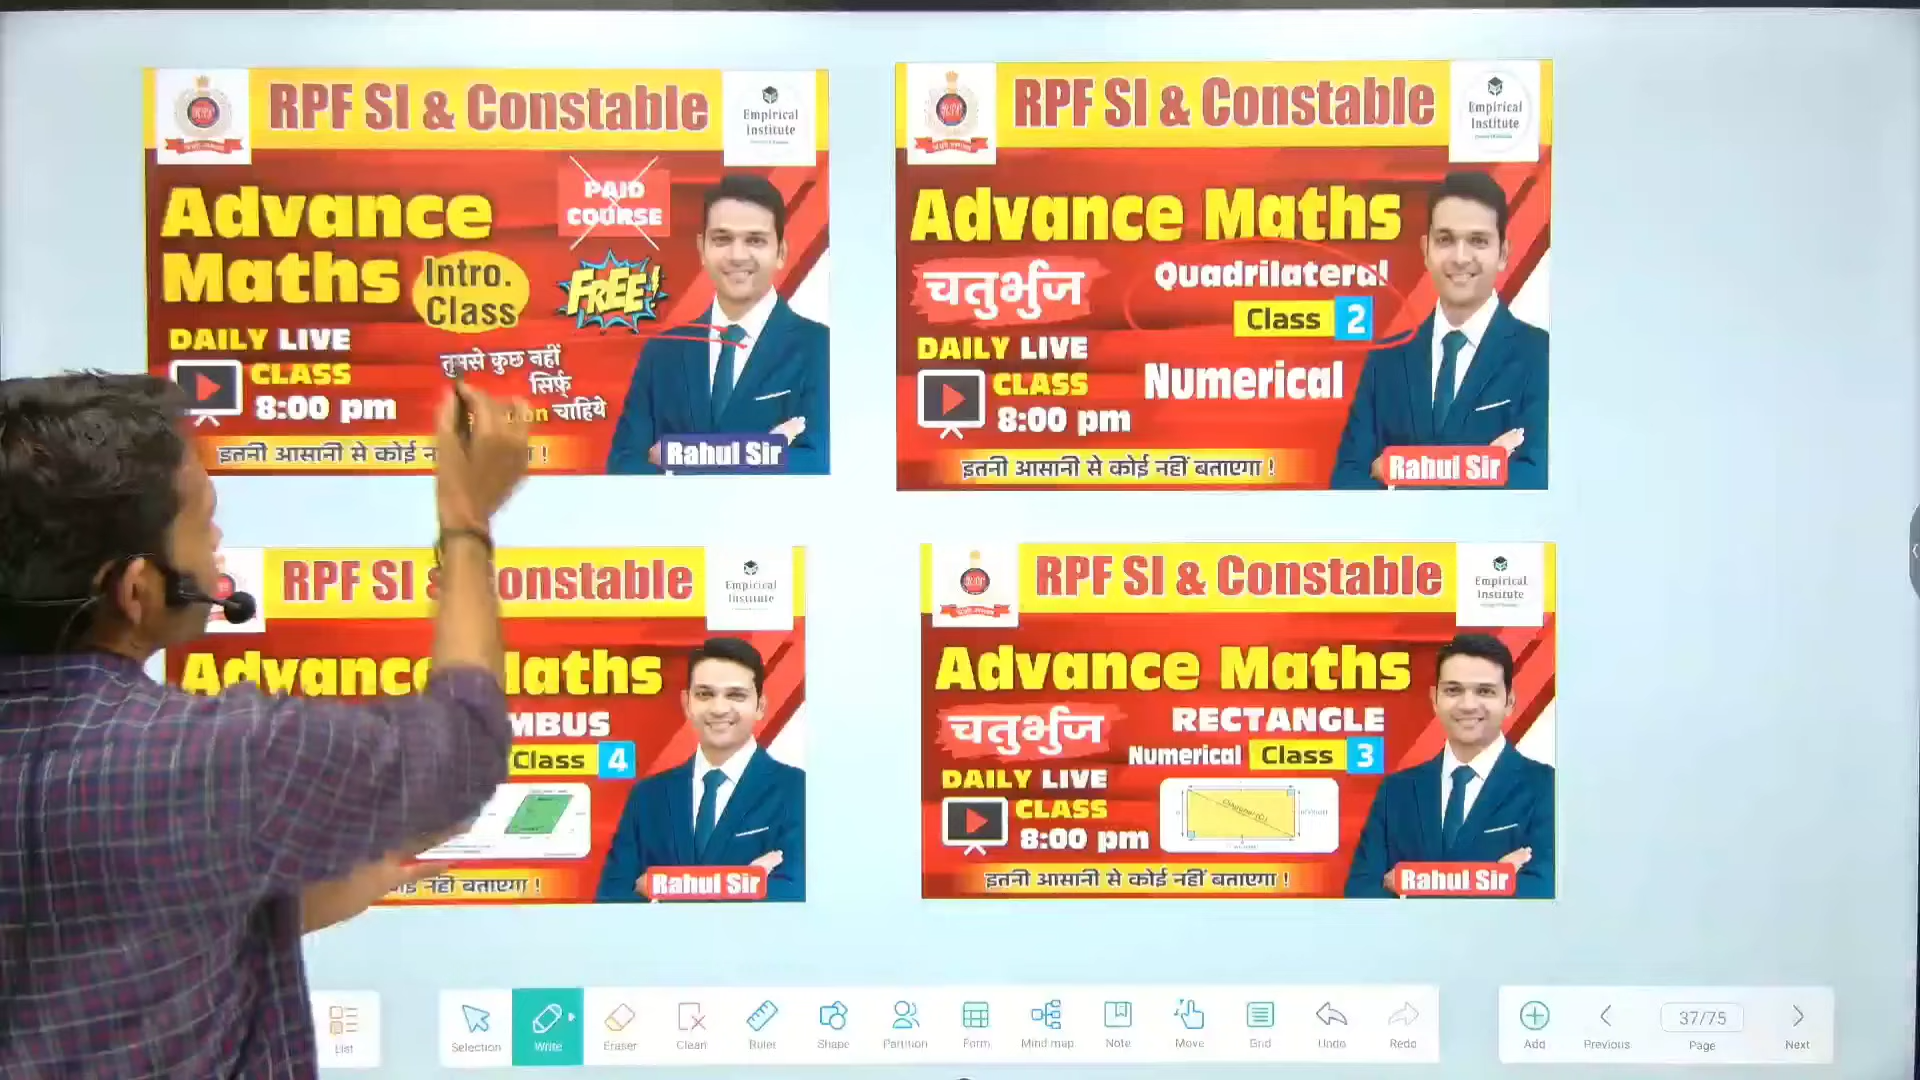 RPF SI & Constable
Empirical
Institute
Advance
Maths
Intro.
Class
PAID
COURSE
FREE!
DAILY LIVE
CLASS
8:00 pm
तुमसे कुछ नहीं
सिर्फ़
चाहिये
इतनी आसानी से कोई
Rahul Sir
RPF SI & Constable
Empirical
Institute
Advance Maths
चतुर्भुज
Quadrilateral
Class 2
DAILY LIVE
CLASS
8:00 pm
Numerical
इतनी आसानी से कोई नहीं बताएगा !
Rahul Sir
RPF SI
Empirical
Institute
Class 4
नहीं बताएगा !
Rahul Sir
RPF SI & Constable
Empirical
Institute
Advance Maths
चतुर्भुज
RECTANGLE
Numerical Class 3
DAILY LIVE
CLASS
8:00 pm
इतनी आसानी से कोई नहीं बताएगा !
Rahul Sir
List
Selection
Write
Eraser
Clean
Ruler
Shape
Partition
Form
Mind map
Note
Move
Grid
Undo
Redo
Add
Previous
37/75
Page
Next